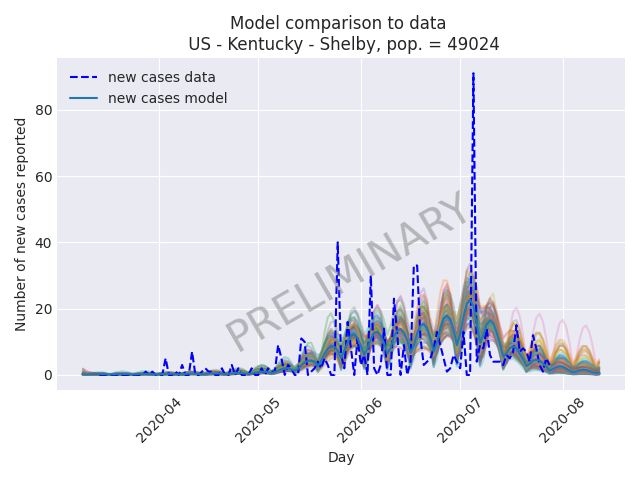 Model comparison to data
US - Kentucky - Shelby, pop. = 49024
new cases data
new cases model
Number of new cases reported
80
60
40
20
0
PRELIMINARY
2020-04
2020-05
2020-06
2020-07
2020-08
Day